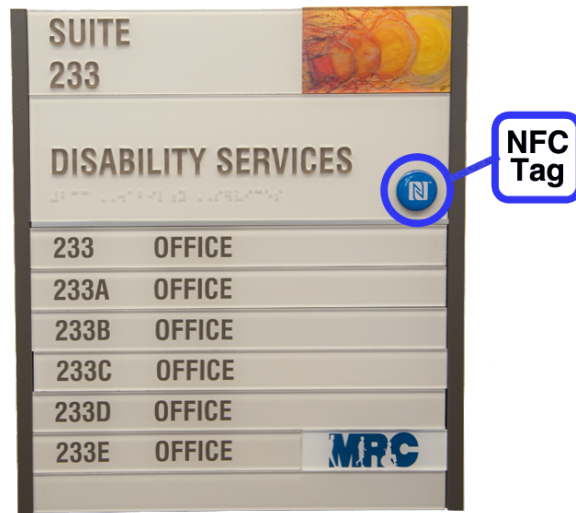 SUITE
233
DISABILITY SERVICES
NFC
Tag
233 OFFICE
233A OFFICE
233B OFFICE
233C OFFICE
233D OFFICE
233E OFFICE
MRC